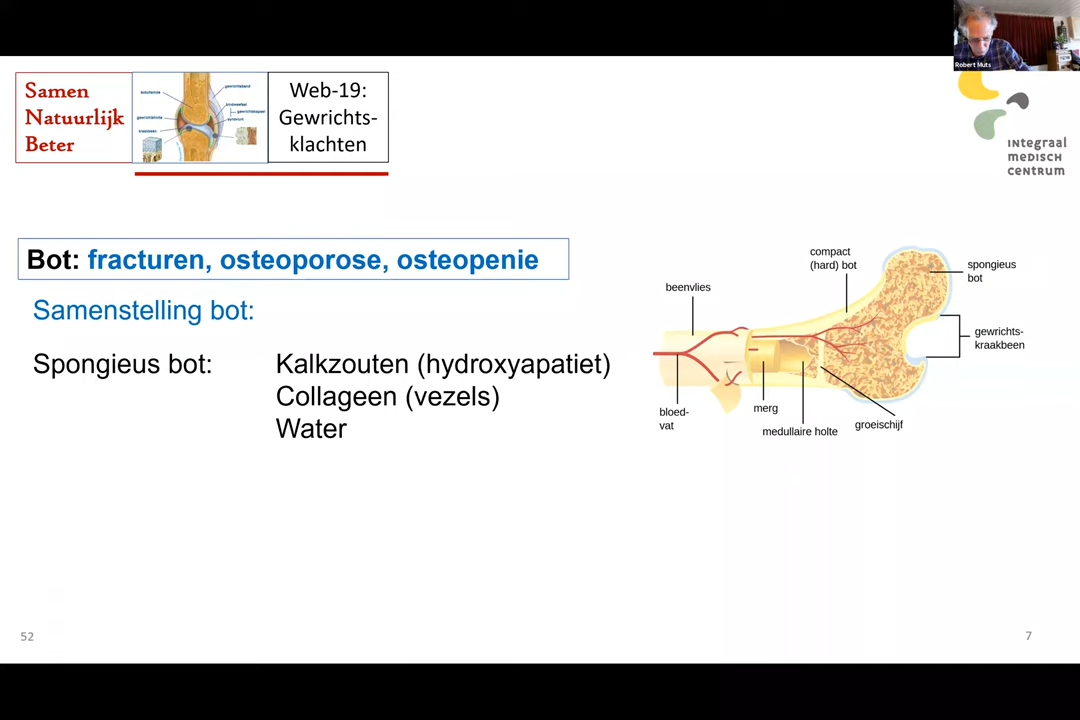 Robert Muts
Samen
Natuurlijk
Beter
gewrichtsband
gewrichtskapsel
Web-19:
Gewrichts-
klachten
INTEGRAAL
MEDISCH
CENTRUM
Bot: fracturen, osteoporose, osteopenie
Samenstelling bot:
Spongieus bot: Kalkzouten (hydroxyapatiet)
Collageen (vezels)
Water
compact
(hard) bot
spongieus
bot
beenvlies
gewrichts-
kraakbeen
bloed-
vat
merg
medullaire holte
groeischijf
52
7